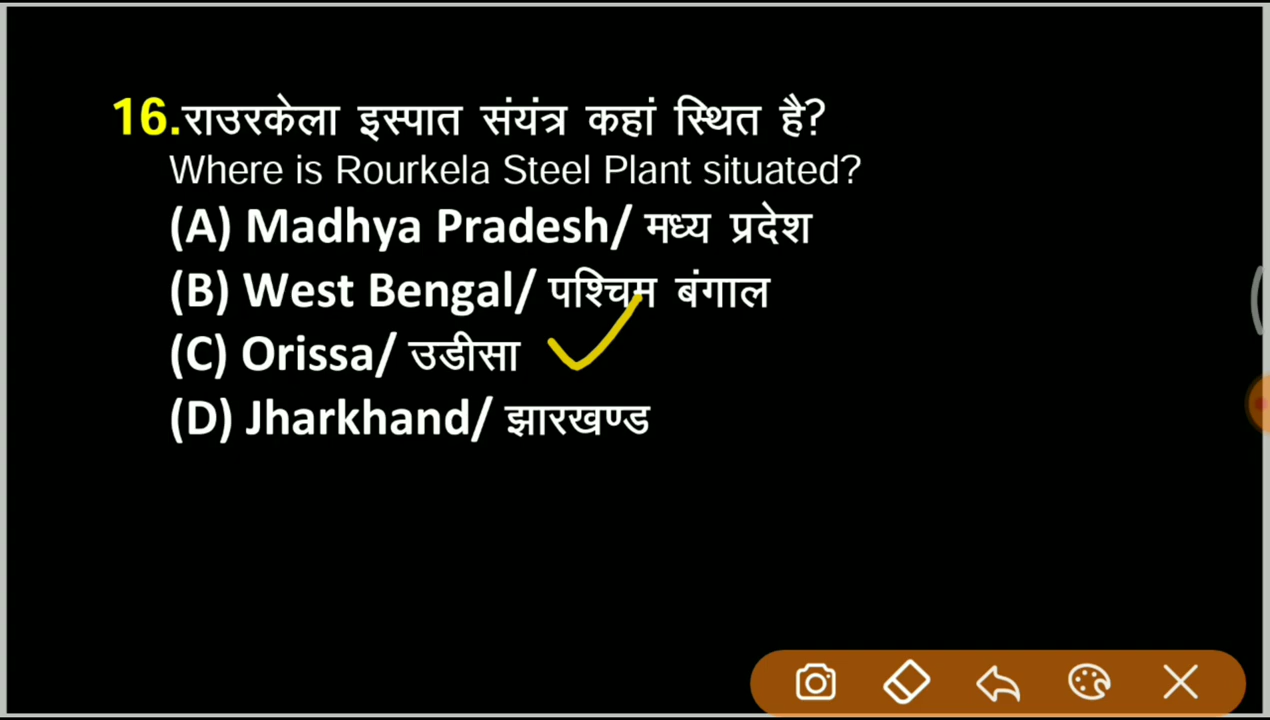 16.राउरकेला इस्पात संयंत्र कहां स्थित है?
Where is Rourkela Steel Plant situated?
(A) Madhya Pradesh/ मध्य प्रदेश
(B) West Bengal/ पश्चिम बंगाल
(C) Orissa/ उडीसा
(D) Jharkhand/ झारखण्ड